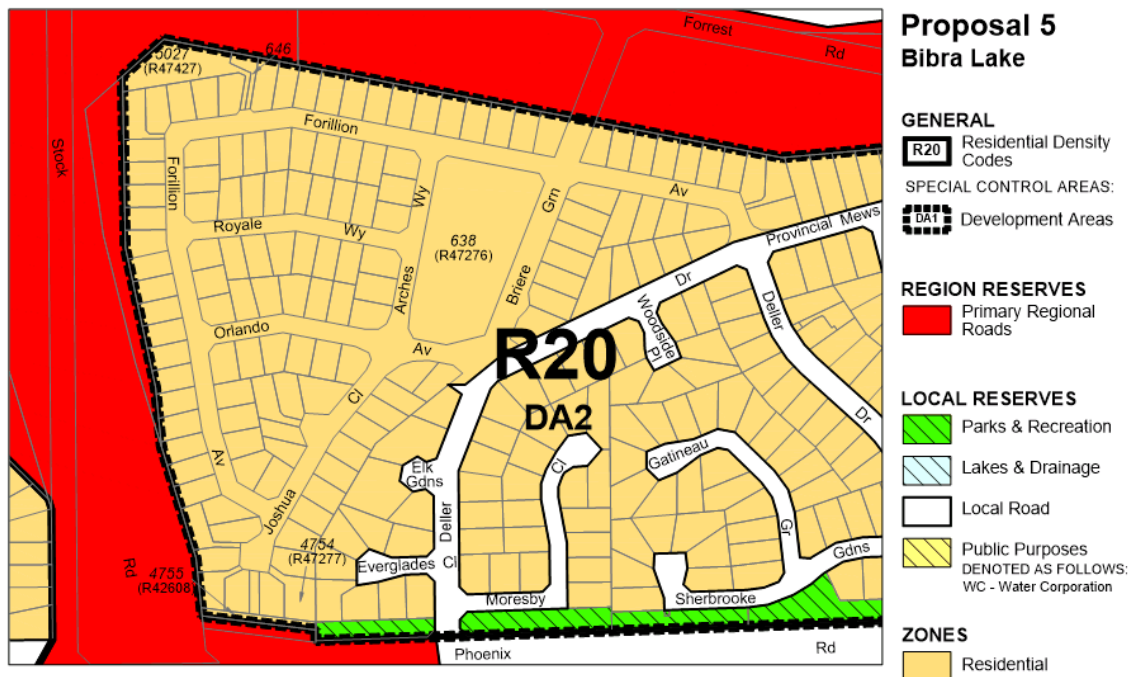 Proposal 5
Bibra Lake
GENERAL
R20
Residential Density
Codes
SPECIAL CONTROL AREAS:
DA1
Development Areas
REGION RESERVES
Primary Regional
Roads
LOCAL RESERVES
Parks & Recreation
Lakes & Drainage
Local Road
Public Purposes
DENOTED AS FOLLOWS:
WC - Water Corporation
ZONES
Residential
Forrest
Rd
5027
(R47427)
646
Stock
Forillion
Forillion
Av
Wy
Grn
Royale
Wy
638
(R47276)
Provincial Mews
Dr
Arches
Briere
Woodside
Pl
Deller
Orlando
Av
R20
DA2
Cl
Dr
Av
Elk
Gdns
Cl
Gatineau
Joshua
Deller
Gr
4754
(R47277)
Everglades Cl
Gdns
Rd
4755
(R42608)
Moresby
Sherbrooke
Phoenix
Rd